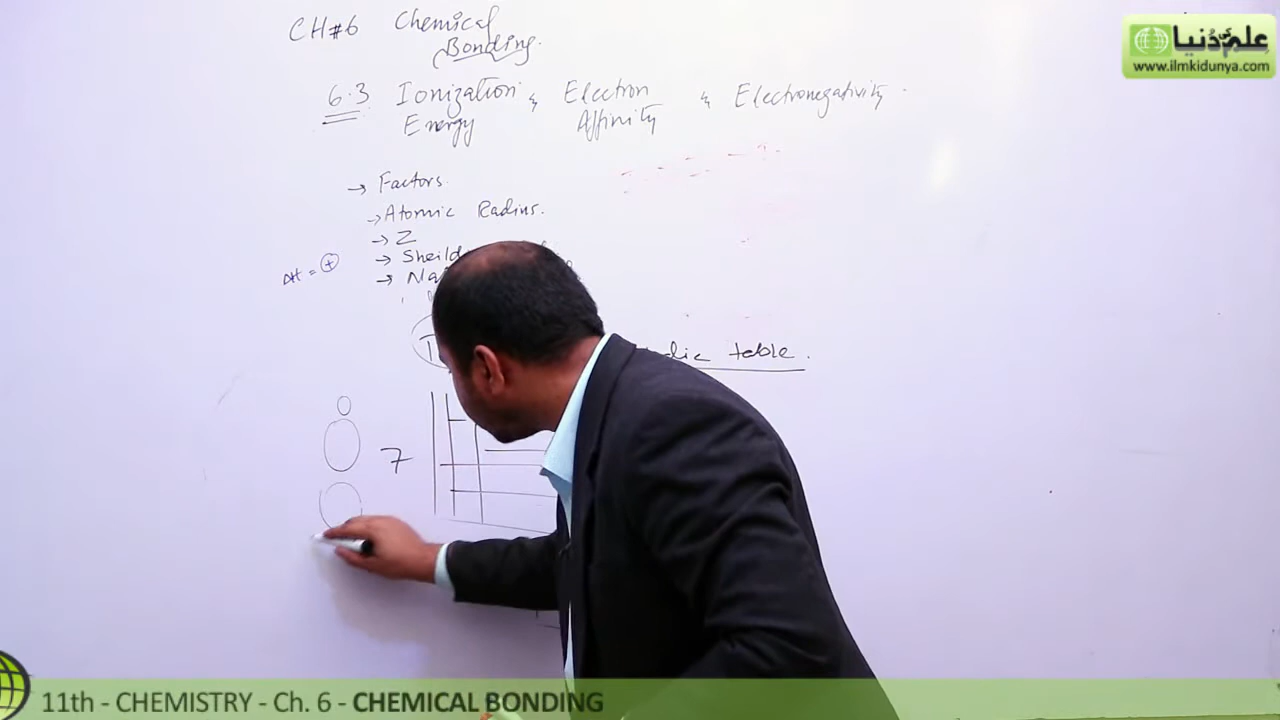 CH#6 Chemical
Bonding.
6.3 Ionization & Electron & Electronegativity.
Energy Affinity
→ Factors.
→ Atomic Radius.
→ Z
→ Sheild
ΔH = +
→ Na
table.
7
علم کی دُنیا
www.ilmkidunya.com
11th - CHEMISTRY - Ch. 6 - CHEMICAL BONDING